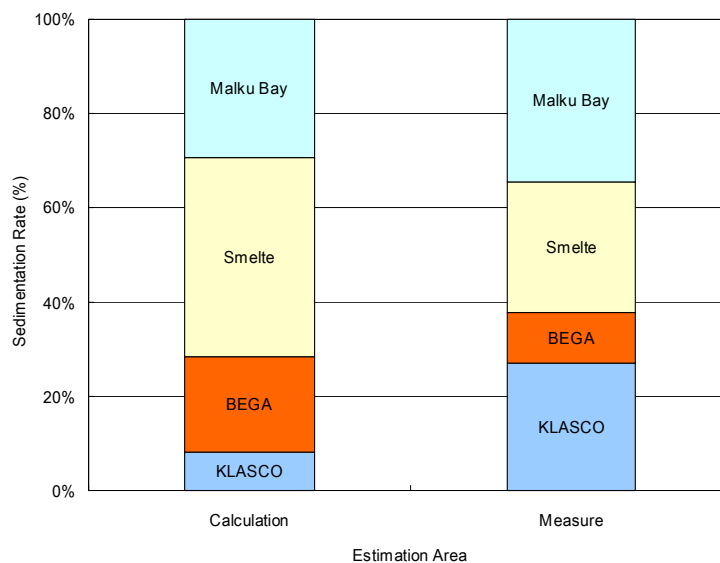 100%
80%
60%
40%
20%
0%
Sedimentation Rate (%)
Malku Bay
Smelte
BEGA
KLASCO
Malku Bay
Smelte
BEGA
KLASCO
Calculation
Measure
Estimation Area